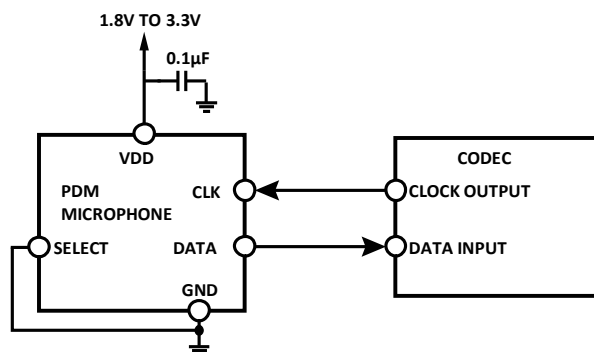 1.8V TO 3.3V
0.1µF
VDD
CODEC
PDM
MICROPHONE
CLK
CLOCK OUTPUT
SELECT
DATA
DATA INPUT
GND